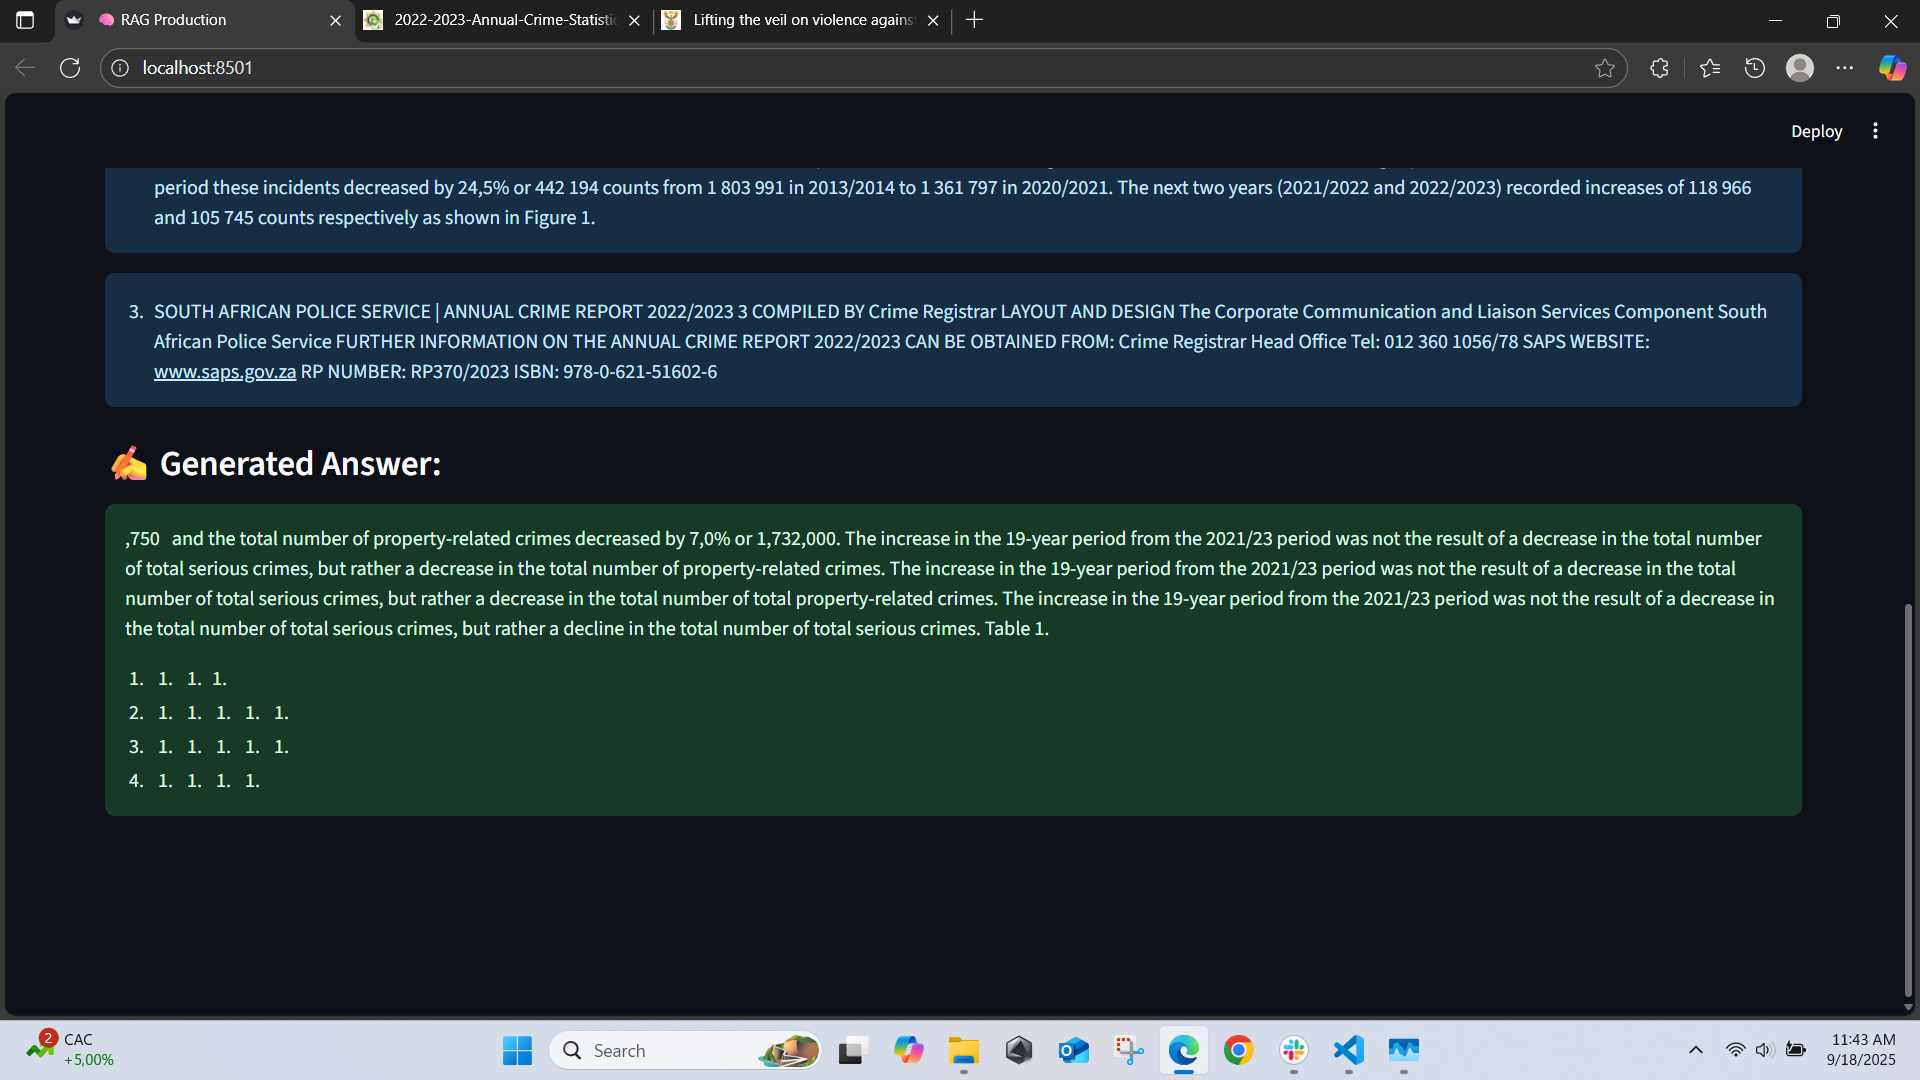 RAG Production
2022-2023-Annual-Crime-Statistic
Lifting the veil on violence agains
localhost:8501
Deploy
period these incidents decreased by 24,5% or 442 194 counts from 1 803 991 in 2013/2014 to 1 361 797 in 2020/2021. The next two years (2021/2022 and 2022/2023) recorded increases of 118 966
and 105 745 counts respectively as shown in Figure 1.
3. SOUTH AFRICAN POLICE SERVICE | ANNUAL CRIME REPORT 2022/2023 3 COMPILED BY Crime Registrar LAYOUT AND DESIGN The Corporate Communication and Liaison Services Component South
African Police Service FURTHER INFORMATION ON THE ANNUAL CRIME REPORT 2022/2023 CAN BE OBTAINED FROM: Crime Registrar Head Office Tel: 012 360 1056/78 SAPS WEBSITE:
www.saps.gov.za RP NUMBER: RP370/2023 ISBN: 978-0-621-51602-6
Generated Answer:
,750 and the total number of property-related crimes decreased by 7,0% or 1,732,000. The increase in the 19-year period from the 2021/23 period was not the result of a decrease in the total number
of total serious crimes, but rather a decrease in the total number of property-related crimes. The increase in the 19-year period from the 2021/23 period was not the result of a decrease in the total
number of total serious crimes, but rather a decrease in the total number of total property-related crimes. The increase in the 19-year period from the 2021/23 period was not the result of a decrease in
the total number of total serious crimes, but rather a decline in the total number of total serious crimes. Table 1.
1. 1. 1. 1.
2. 1. 1. 1. 1. 1.
3. 1. 1. 1. 1. 1.
4. 1. 1. 1. 1.
2
CAC
+5,00%
Search
11:43 AM
9/18/2025